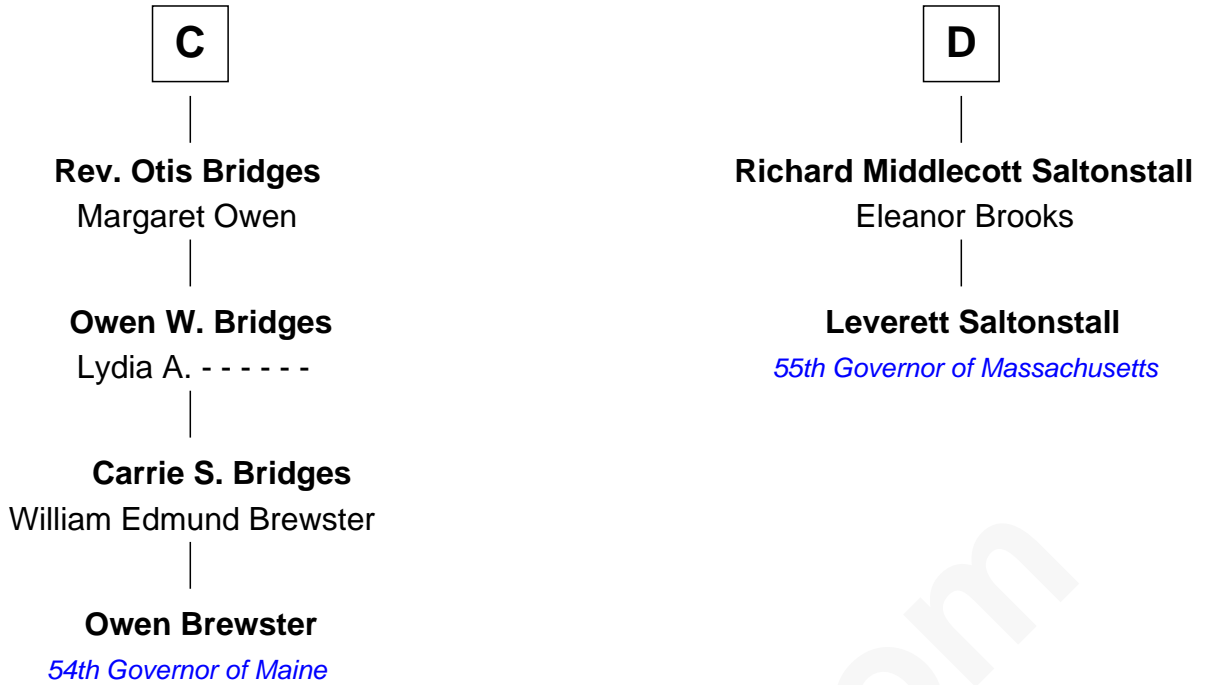 C
Rev. Otis Bridges
Margaret Owen
Owen W. Bridges
Lydia A. - - - - - -
Carrie S. Bridges
William Edmund Brewster
Owen Brewster
54th Governor of Maine
D
Richard Middlecott Saltonstall
Eleanor Brooks
Leverett Saltonstall
55th Governor of Massachusetts
om